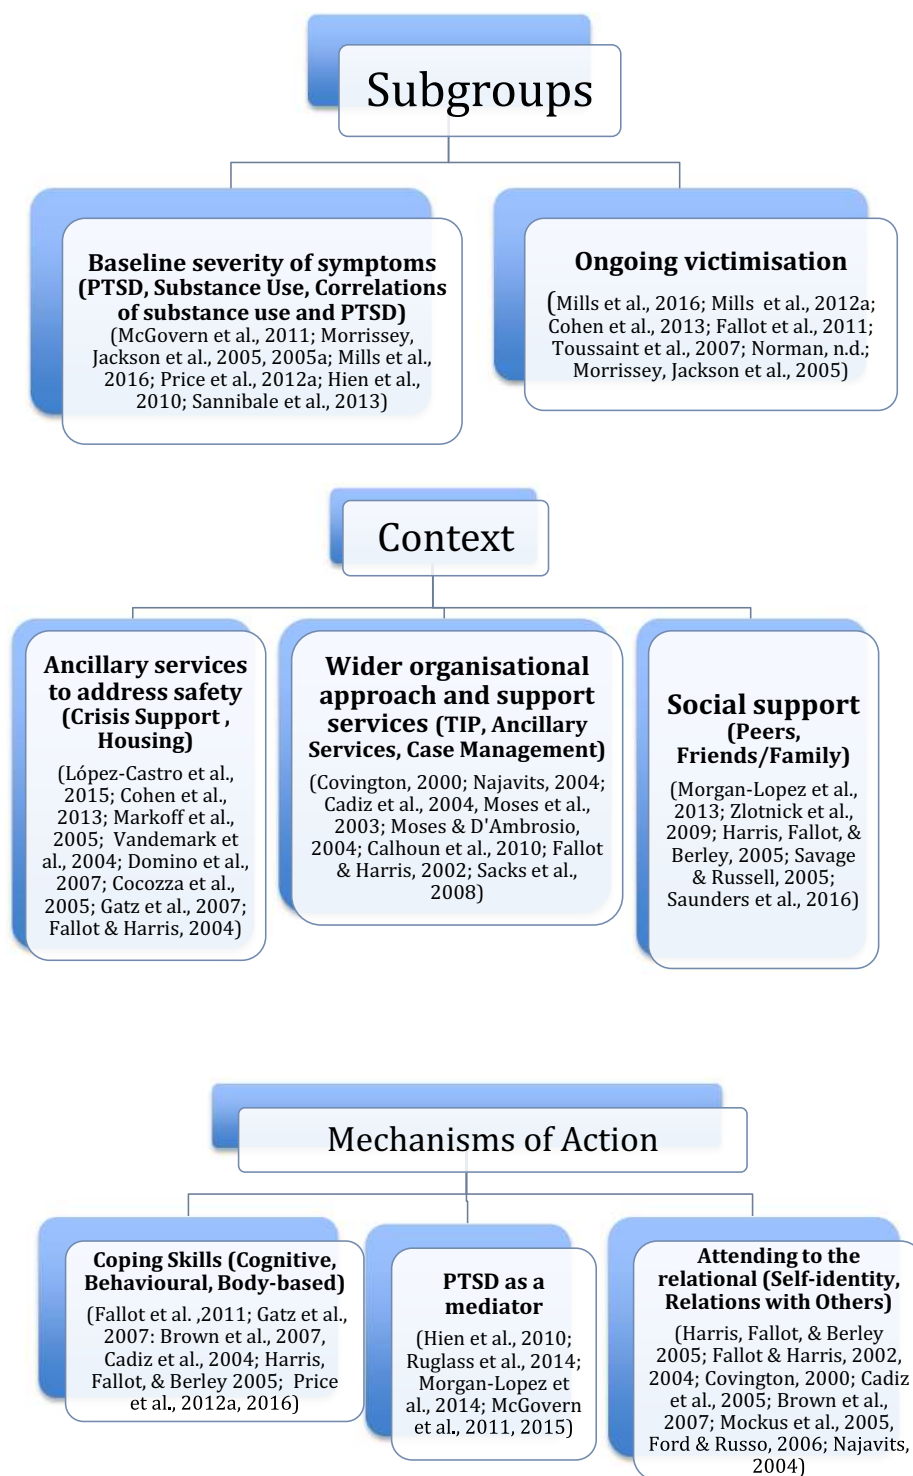 Subgroups
Baseline severity of symptoms
(PTSD, Substance Use, Correlations
of substance use and PTSD)
(McGovern et al., 2011; Morrissey,
Jackson et al., 2005, 2005a; Mills et al.,
2016; Price et al., 2012a; Hien et al.,
2010; Sannibale et al., 2013)
Ongoing victimisation
(Mills et al., 2016; Mills et al., 2012a;
Cohen et al., 2013; Fallot et al., 2011;
Toussaint et al., 2007; Norman, n.d.;
Morrissey, Jackson et al., 2005)
Context
Ancillary services
to address safety
(Crisis Support ,
Housing)
(López-Castro et al.,
2015; Cohen et al.,
2013; Markoff et al.,
2005; Vandemark et
al., 2004; Domino et al.,
2007; Cocozza et al.,
2005; Gatz et al., 2007;
Fallot & Harris, 2004)
Wider organisational
approach and support
services (TIP, Ancillary
Services, Case Management)
(Covington, 2000; Najavits, 2004;
Cadiz et al., 2004, Moses et al.,
2003; Moses & D'Ambrosio,
2004; Calhoun et al., 2010; Fallot
& Harris, 2002; Sacks et al.,
2008)
Social support
(Peers,
Friends/Family)
(Morgan-Lopez et al.,
2013; Zlotnick et al.,
2009; Harris, Fallot, &
Berley, 2005; Savage
& Russell, 2005;
Saunders et al., 2016)
Mechanisms of Action
Coping Skills (Cognitive,
Behavioural, Body-based)
(Fallot et al. ,2011; Gatz et al.,
2007: Brown et al., 2007,
Cadiz et al., 2004; Harris,
Fallot, & Berley 2005; Price
et al., 2012a, 2016)
PTSD as a
mediator
(Hien et al., 2010;
Ruglass et al., 2014;
Morgan-Lopez et
al., 2014; McGovern
et al., 2011, 2015)
Attending to the
relational (Self-identity,
Relations with Others)
(Harris, Fallot, & Berley
2005; Fallot & Harris, 2002,
2004; Covington, 2000; Cadiz
et al., 2005; Brown et al.,
2007; Mockus et al., 2005,
Ford & Russo, 2006; Najavits,
2004)